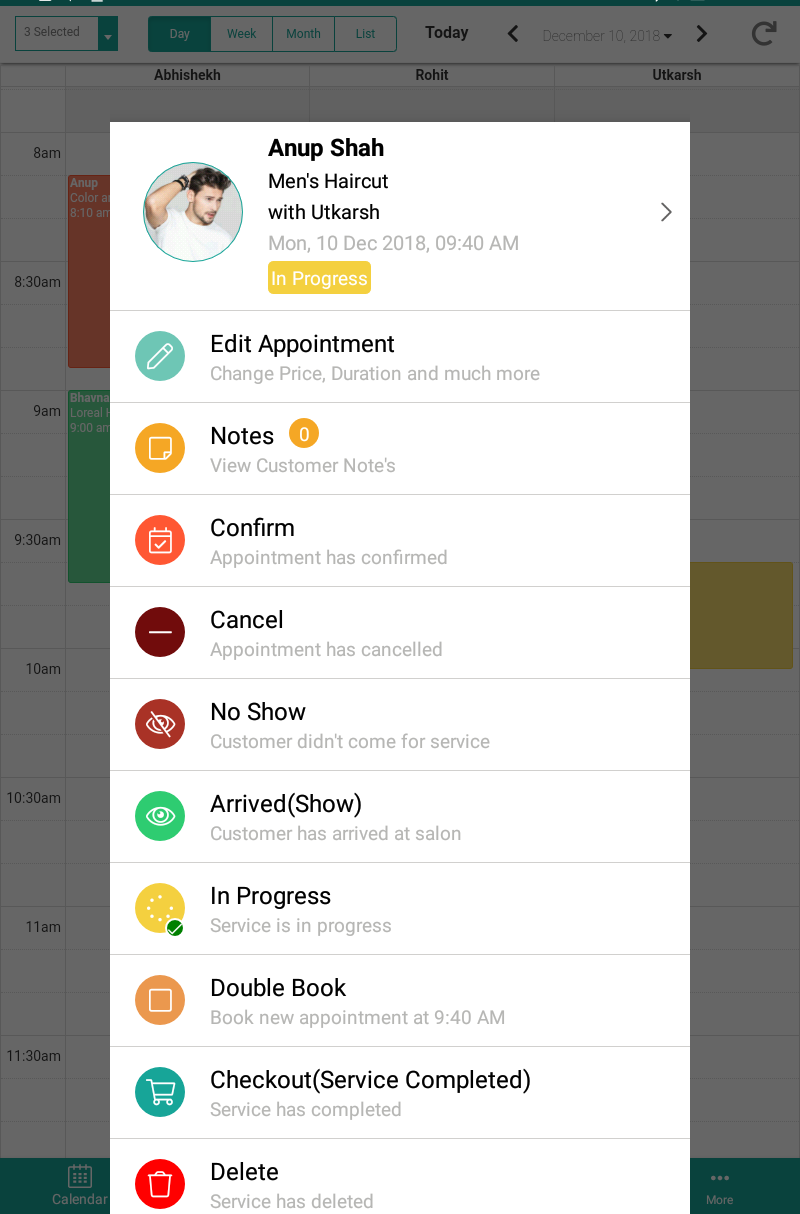 3 Selected
Day
Week
Month
List
Today
December 10, 2018
Abhishekh
Rohit
Utkarsh
8am
8:30am
9am
9:30am
10am
10:30am
11am
11:30am
Anup
Color
8:10 am
Bhavna
Loreal
9:00 am
Anup Shah
Men's Haircut
with Utkarsh
Mon, 10 Dec 2018, 09:40 AM
In Progress
Edit Appointment
Change Price, Duration and much more
Notes 0
View Customer Note's
Confirm
Appointment has confirmed
Cancel
Appointment has cancelled
No Show
Customer didn't come for service
Arrived(Show)
Customer has arrived at salon
In Progress
Service is in progress
Double Book
Book new appointment at 9:40 AM
Checkout(Service Completed)
Service has completed
Delete
Service has deleted
Calendar
More